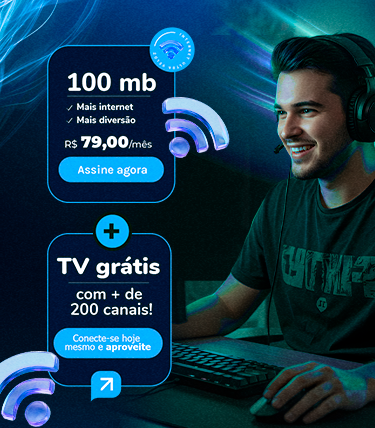 100 mb
✓ Mais internet
✓ Mais diversão
R$ 79,00/mês
Assine agora
+
TV grátis
com + de
200 canais!
Conecte-se hoje
mesmo e aproveite